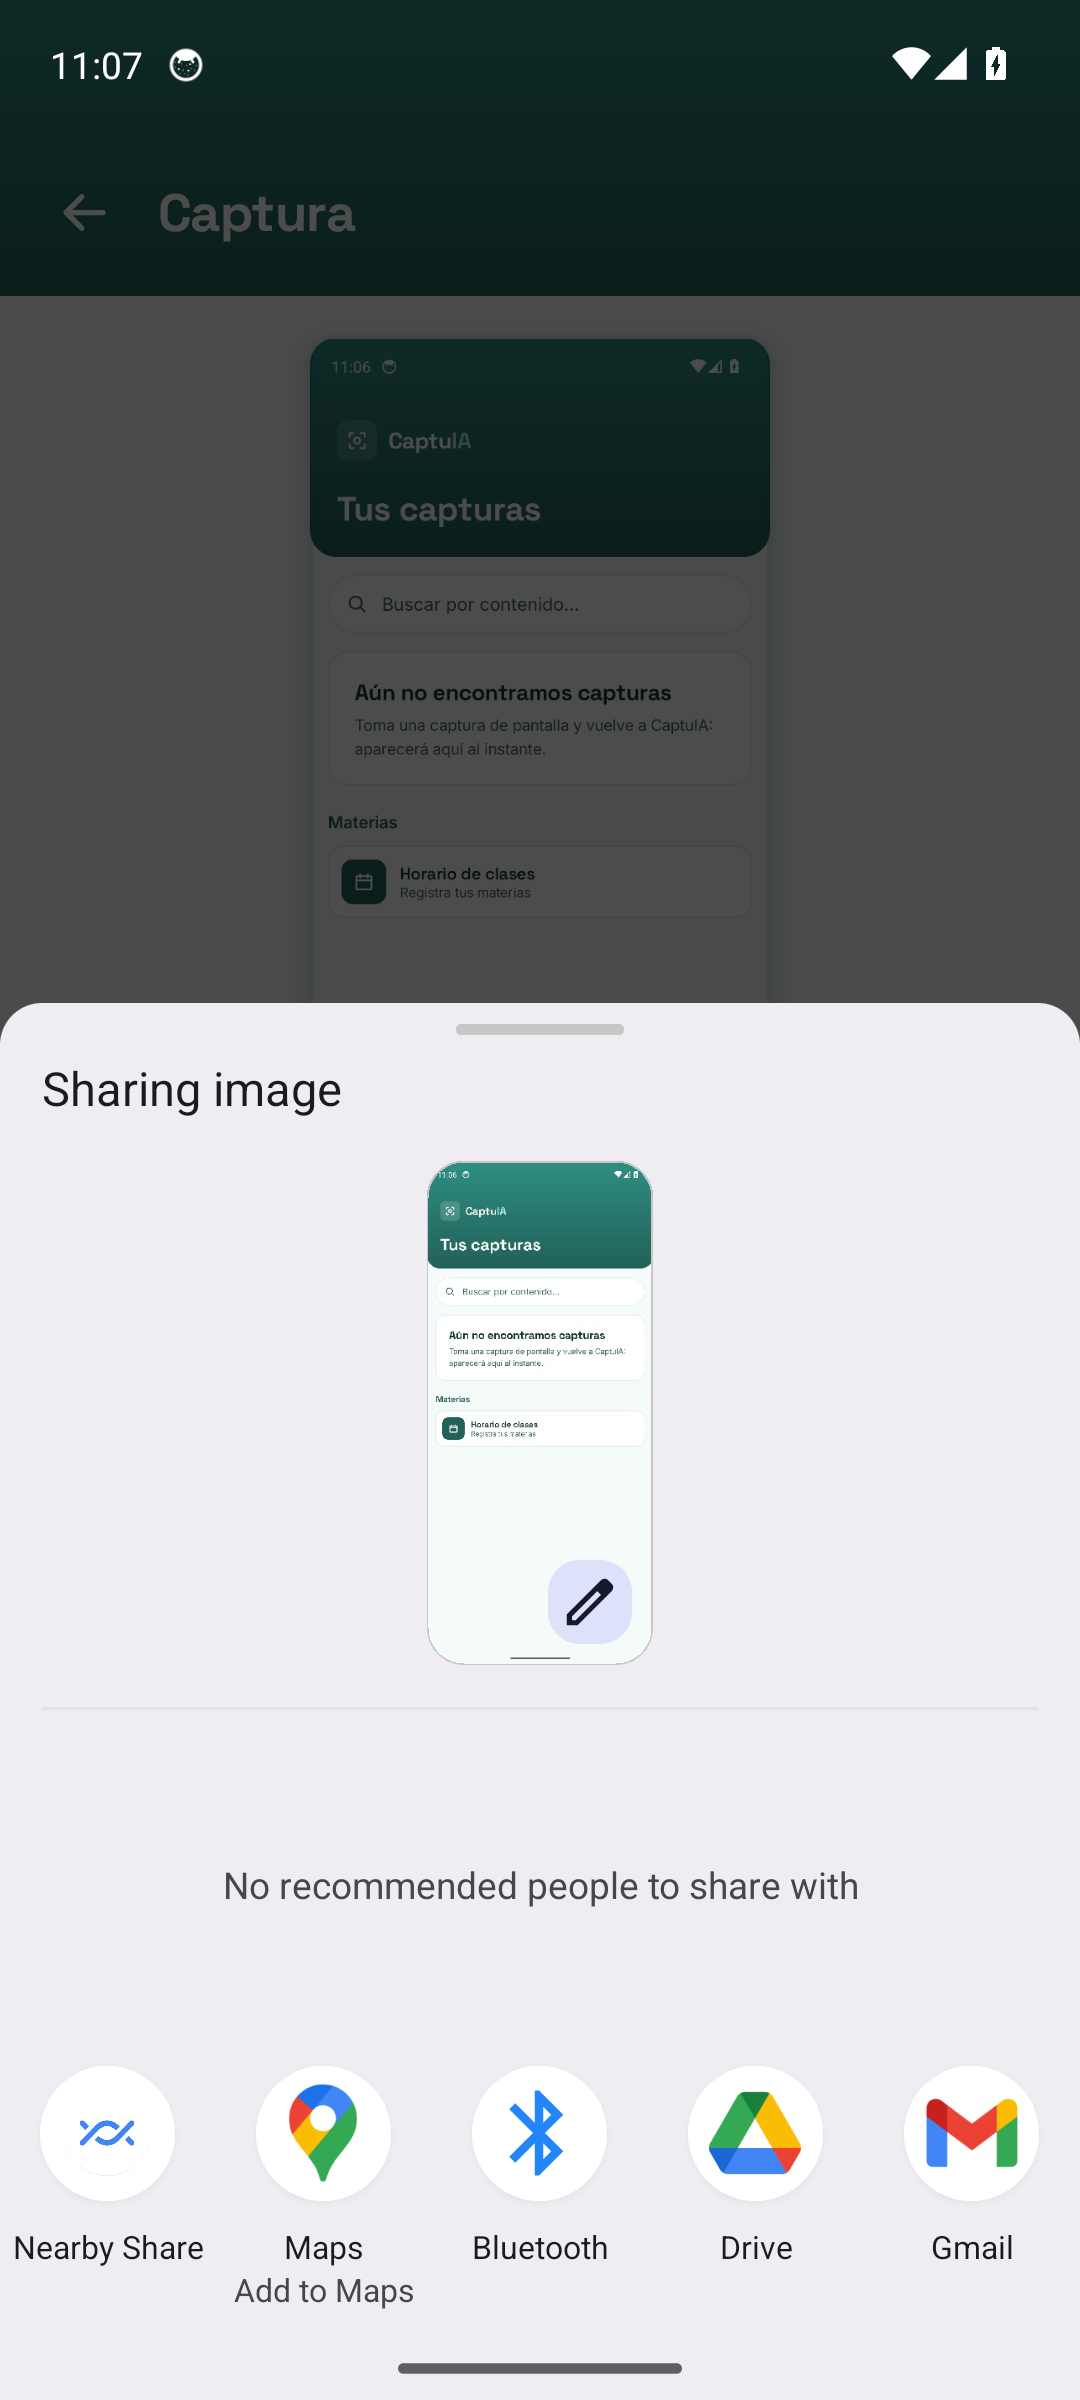 11:07
Captura
11:06
CaptuIA
Tus capturas
Buscar por contenido...
Aún no encontramos capturas
Toma una captura de pantalla y vuelve a CaptuIA:
aparecerá aquí al instante.
Materias
Horario de clases
Registra tus materias
Sharing image
11:06
CaptuIA
Tus capturas
Buscar por contenido...
Aún no encontramos capturas
Toma una captura de pantalla y vuelve a CaptuIA:
aparecerá aquí al instante.
Materias
Horario de clases
Registra tus materias
No recommended people to share with
Nearby Share
Maps
Add to Maps
Bluetooth
Drive
Gmail